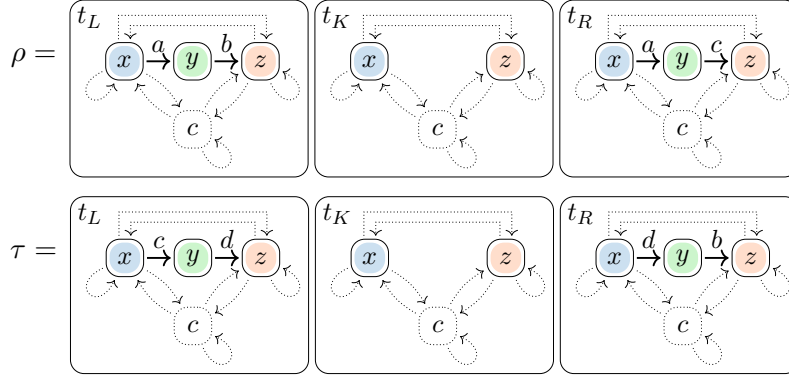 t_L t_K t_R
a b a c
ρ = x y z x z x y z
c c c
t_L t_K t_R
c d d b
τ = x y z x z x y z
c c c